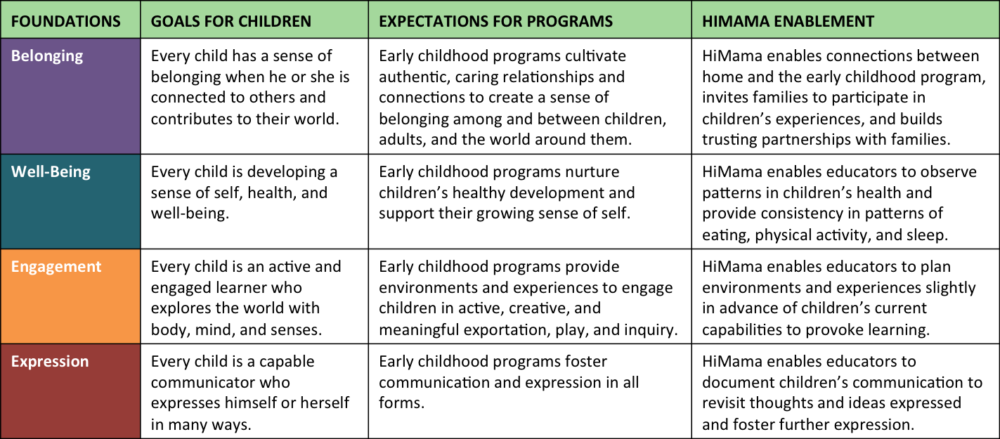 FOUNDATIONS
GOALS FOR CHILDREN
EXPECTATIONS FOR PROGRAMS
HIMAMA ENABLEMENT
Belonging
Every child has a sense of
belonging when he or she is
connected to others and
contributes to their world.
Early childhood programs cultivate
authentic, caring relationships and
connections to create a sense of
belonging among and between children,
adults, and the world around them.
HiMama enables connections between
home and the early childhood program,
invites families to participate in
children’s experiences, and builds
trusting partnerships with families.
Well-Being
Every child is developing a
sense of self, health, and
well-being.
Early childhood programs nurture
children’s healthy development and
support their growing sense of self.
HiMama enables educators to observe
patterns in children’s health and
provide consistency in patterns of
eating, physical activity, and sleep.
Engagement
Every child is an active and
engaged learner who
explores the world with
body, mind, and senses.
Early childhood programs provide
environments and experiences to engage
children in active, creative, and
meaningful exportation, play, and inquiry.
HiMama enables educators to plan
environments and experiences slightly
in advance of children’s current
capabilities to provoke learning.
Expression
Every child is a capable
communicator who
expresses himself or herself
in many ways.
Early childhood programs foster
communication and expression in all
forms.
HiMama enables educators to
document children’s communication to
revisit thoughts and ideas expressed
and foster further expression.